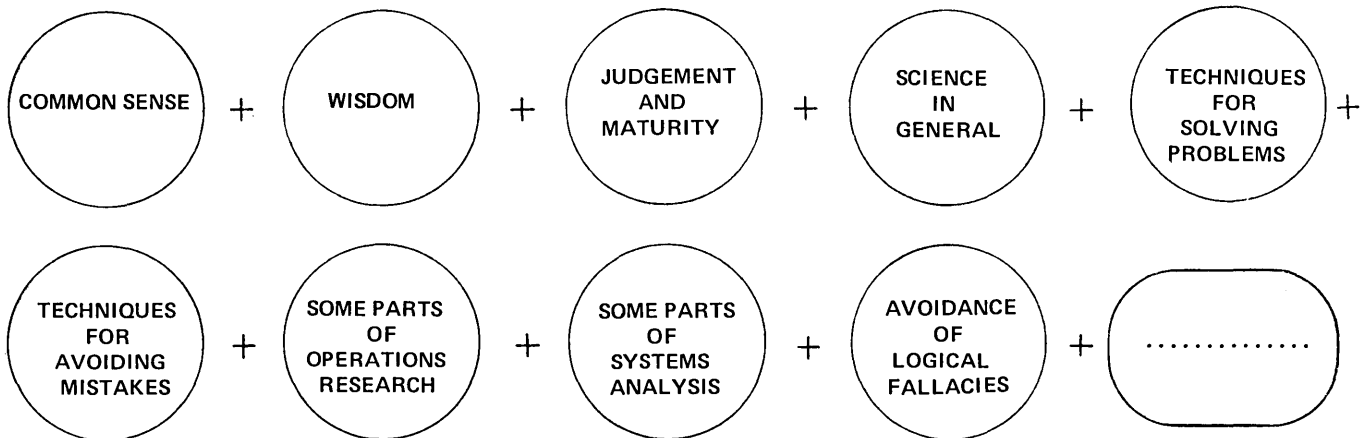 COMMON SENSE
+
WISDOM
+
JUDGEMENT
AND
MATURITY
+
SCIENCE
IN
GENERAL
+
TECHNIQUES
FOR
SOLVING
PROBLEMS
+
TECHNIQUES
FOR
AVOIDING
MISTAKES
+
SOME PARTS
OF
OPERATIONS
RESEARCH
+
SOME PARTS
OF
SYSTEMS
ANALYSIS
+
AVOIDANCE
OF
LOGICAL
FALLACIES
+
.............